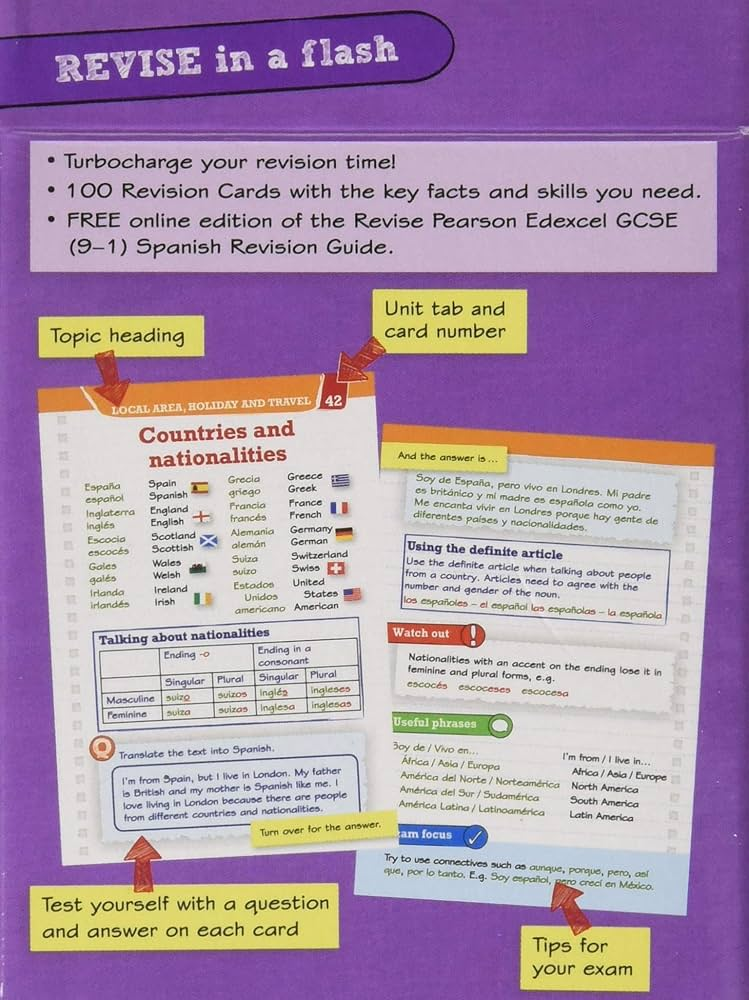 REVISE in a flash
• Turbocharge your revision time!
• 100 Revision Cards with the key facts and skills you need.
• FREE online edition of the Revise Pearson Edexcel GCSE
(9–1) Spanish Revision Guide.
Topic heading
Unit tab and
card number
LOCAL AREA, HOLIDAY AND TRAVEL 42
Countries and
nationalities
España Spain
español Spanish
Inglaterra England
inglés English
Escocia Scotland
escocés Scottish
Gales Wales
galés Welsh
Irlanda Ireland
irlandés Irish
Grecia Greece
griego Greek
Francia France
francés French
Alemania Germany
alemán German
Suiza Switzerland
suizo Swiss
Estados United
Unidos States
americano American
Talking about nationalities
Ending -o Ending in a
consonant
Singular Plural Singular Plural
Masculine suizo suizos inglés ingleses
Feminine suiza suizas inglesa inglesas
Q Translate the text into Spanish.
I'm from Spain, but I live in London. My father
is British and my mother is Spanish like me. I
love living in London because there are people
from different countries and nationalities.
Turn over for the answer.
And the answer is ...
Soy de España, pero vivo en Londres. Mi padre
es británico y mi madre es española como yo.
Me encanta vivir en Londres porque hay gente de
diferentes países y nacionalidades.
Using the definite article
Use the definite article when talking about people
from a country. Articles need to agree with the
number and gender of the noun.
los españoles – el español las españolas – la española
Watch out !
Nationalities with an accent on the ending lose it in
feminine and plural forms, e.g.
escocés escoceses escocesa
Useful phrases
Soy de / Vivo en... I'm from / I live in...
África / Asia / Europa Africa / Asia / Europe
América del Norte / Norteamérica North America
América del Sur / Sudamérica South America
América Latina / Latinoamérica Latin America
xam focus
Try to use connectives such as aunque, porque, pero, así
que, por lo tanto. E.g. Soy español, pero crecí en México.
Test yourself with a question
and answer on each card
Tips for
your exam